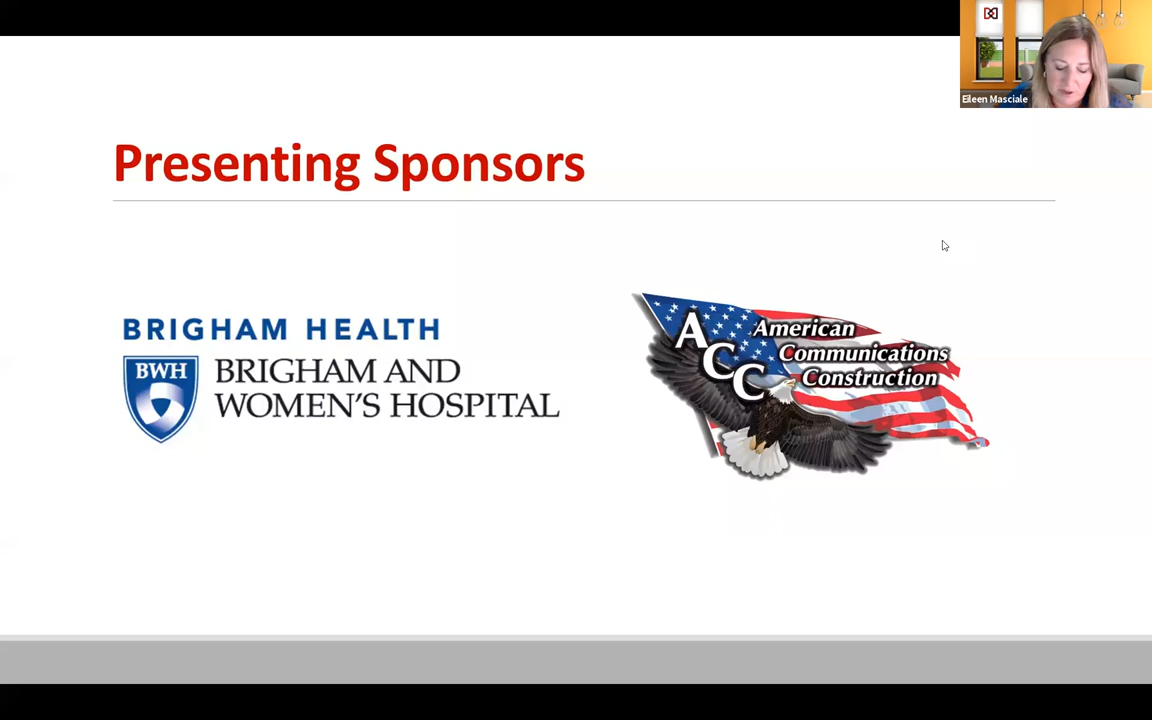 Eileen Masciale
Presenting Sponsors
BRIGHAM HEALTH
BWH
BRIGHAM AND
WOMEN'S HOSPITAL
ACC
American
Communications
Construction